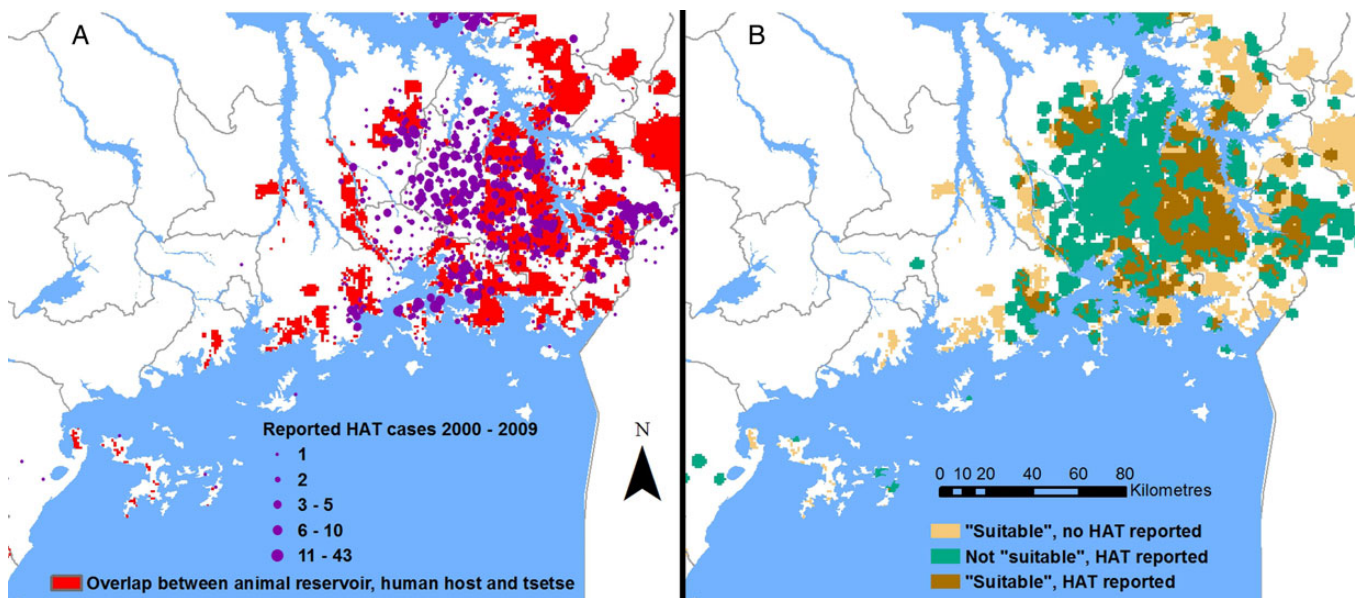 A
Reported HAT cases 2000 - 2009
1
2
3 - 5
6 - 10
11 - 43
Overlap between animal reservoir, human host and tsetse
N
B
0 10 20 40 60 80
Kilometres
"Suitable", no HAT reported
Not "suitable", HAT reported
"Suitable", HAT reported